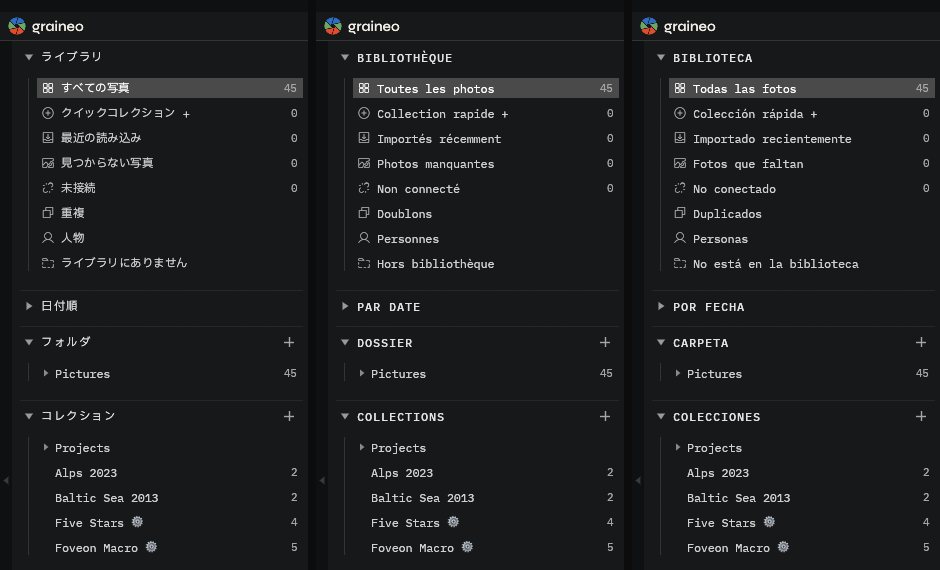 graineo
ライブラリ
すべての写真 45
クイックコレクション + 0
最近の読み込み 0
見つからない写真 0
未接続 0
重複
人物
ライブラリにありません
日付順
フォルダ +
Pictures 45
コレクション +
Projects
Alps 2023 2
Baltic Sea 2013 2
Five Stars 4
Foveon Macro 5
graineo
BIBLIOTHÈQUE
Toutes les photos 45
Collection rapide + 0
Importés récemment 0
Photos manquantes 0
Non connecté 0
Doublons
Personnes
Hors bibliothèque
PAR DATE
DOSSIER +
Pictures 45
COLLECTIONS +
Projects
Alps 2023 2
Baltic Sea 2013 2
Five Stars 4
Foveon Macro 5
graineo
BIBLIOTECA
Todas las fotos 45
Colección rápida + 0
Importado recientemente 0
Fotos que faltan 0
No conectado 0
Duplicados
Personas
No está en la biblioteca
POR FECHA
CARPETA +
Pictures 45
COLECCIONES +
Projects
Alps 2023 2
Baltic Sea 2013 2
Five Stars 4
Foveon Macro 5